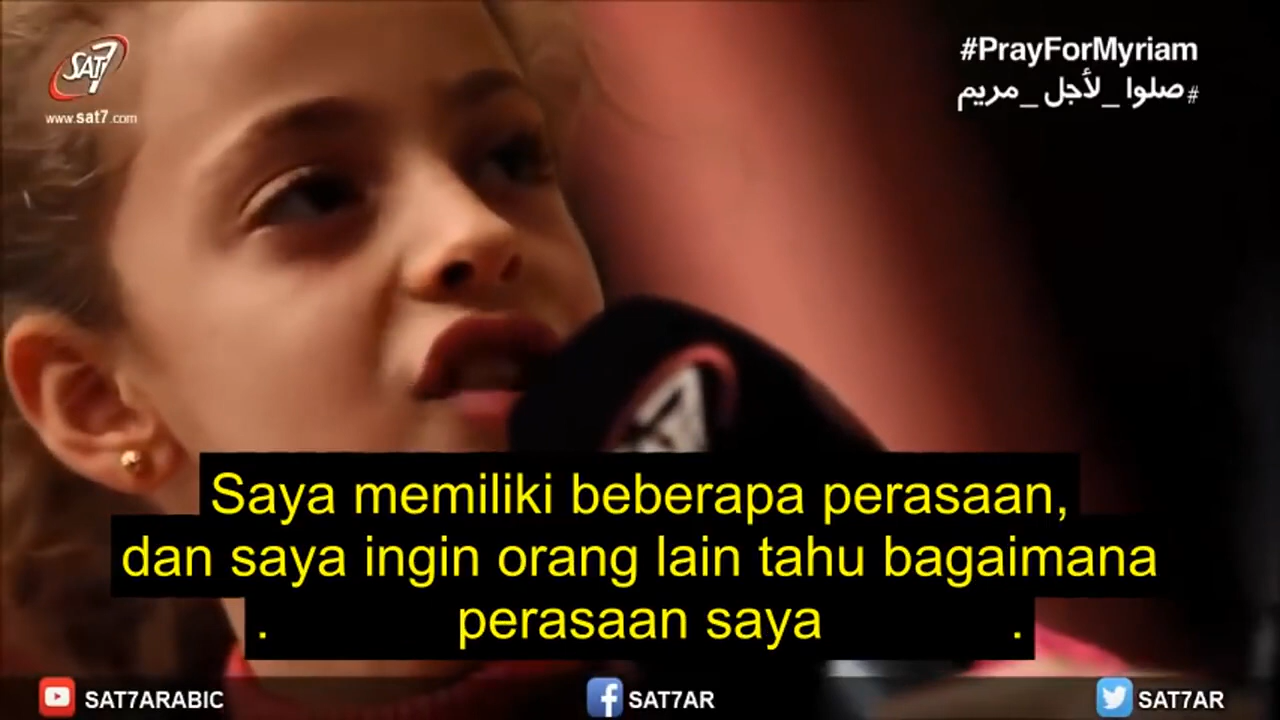 SAT7
www.sat7.com
#PrayForMyriam
#صلوا_لأجل_مريم
Saya memiliki beberapa perasaan,
dan saya ingin orang lain tahu bagaimana
. perasaan saya .
SAT7ARABIC
SAT7AR
SAT7AR